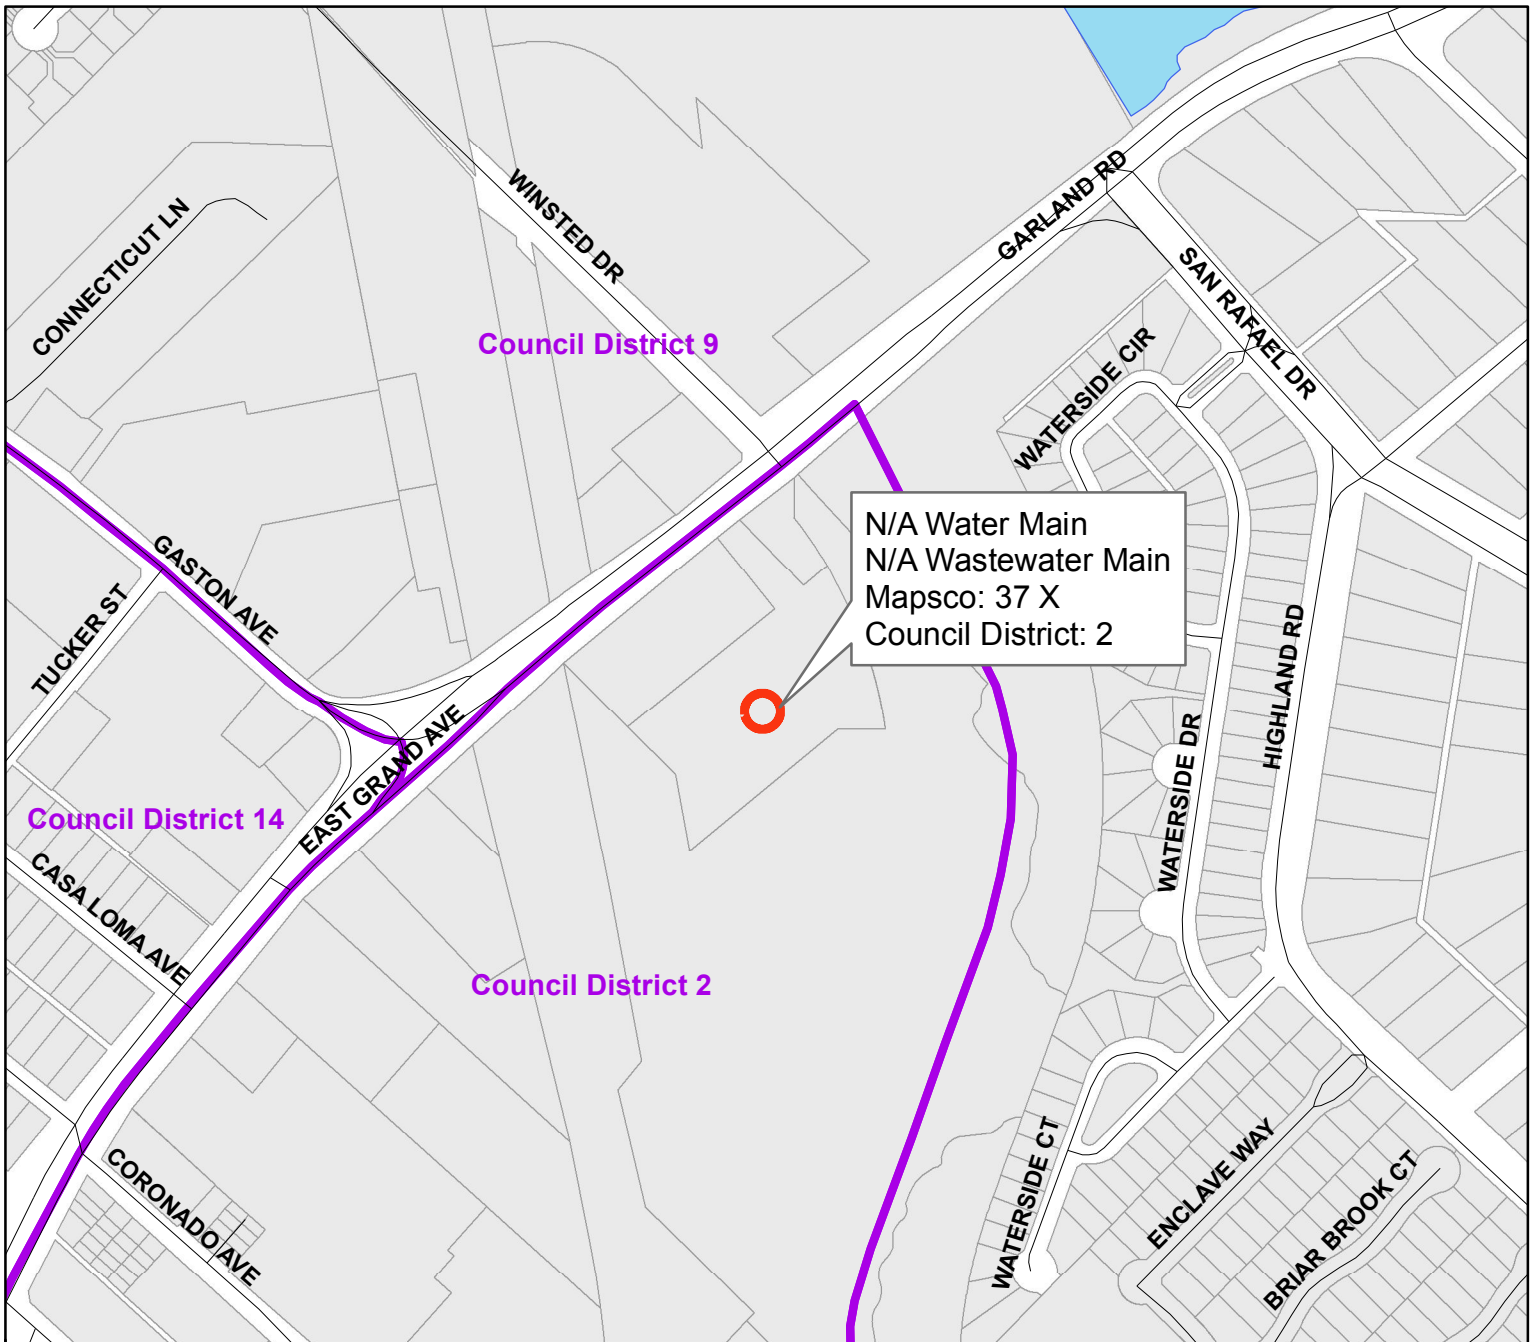 GARLAND RD
WINSTED DR
CONNECTICUT LN
SAN RAFAEL DR
Council District 9
WATERSIDE CIR
N/A Water Main
N/A Wastewater Main
Mapsco: 37 X
Council District: 2
GASTON AVE
TUCKER ST
HIGHLAND RD
EAST GRAND AVE
WATERSIDE DR
Council District 14
CASA LOMA AVE
Council District 2
CORONADO AVE
WATERSIDE CT
ENCLAVE WAY
BRIAR BROOK CT